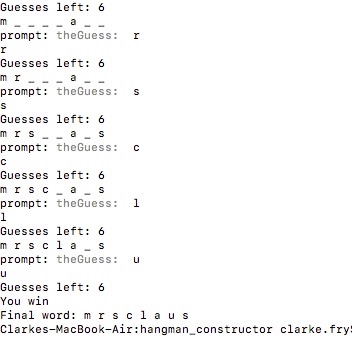 Guesses left: 6
m _ _ _ _ a _ _
prompt: theGuess:  r
r
Guesses left: 6
m r _ _ _ a _ _
prompt: theGuess:  s
s
Guesses left: 6
m r s _ _ a _ s
prompt: theGuess:  c
c
Guesses left: 6
m r s c _ a _ s
prompt: theGuess:  l
l
Guesses left: 6
m r s c l a _ s
prompt: theGuess:  u
u
Guesses left: 6
You win
Final word: m r s c l a u s
Clarkes-MacBook-Air:hangman_constructor clarke.fry$